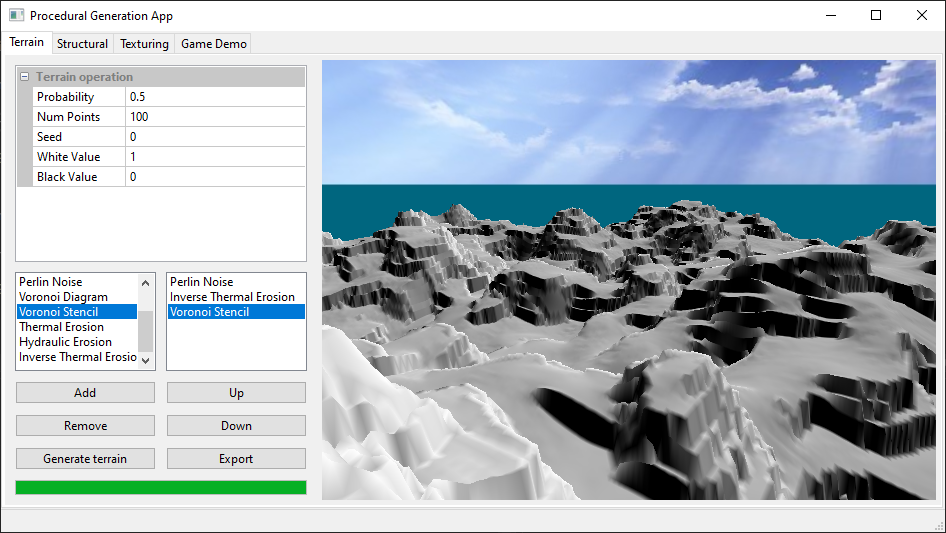 Procedural Generation App
Terrain Structural Texturing Game Demo
Terrain operation
Probability 0.5
Num Points 100
Seed 0
White Value 1
Black Value 0
Perlin Noise
Voronoi Diagram
Voronoi Stencil
Thermal Erosion
Hydraulic Erosion
Inverse Thermal Erosio
Perlin Noise
Inverse Thermal Erosion
Voronoi Stencil
Add Up
Remove Down
Generate terrain Export